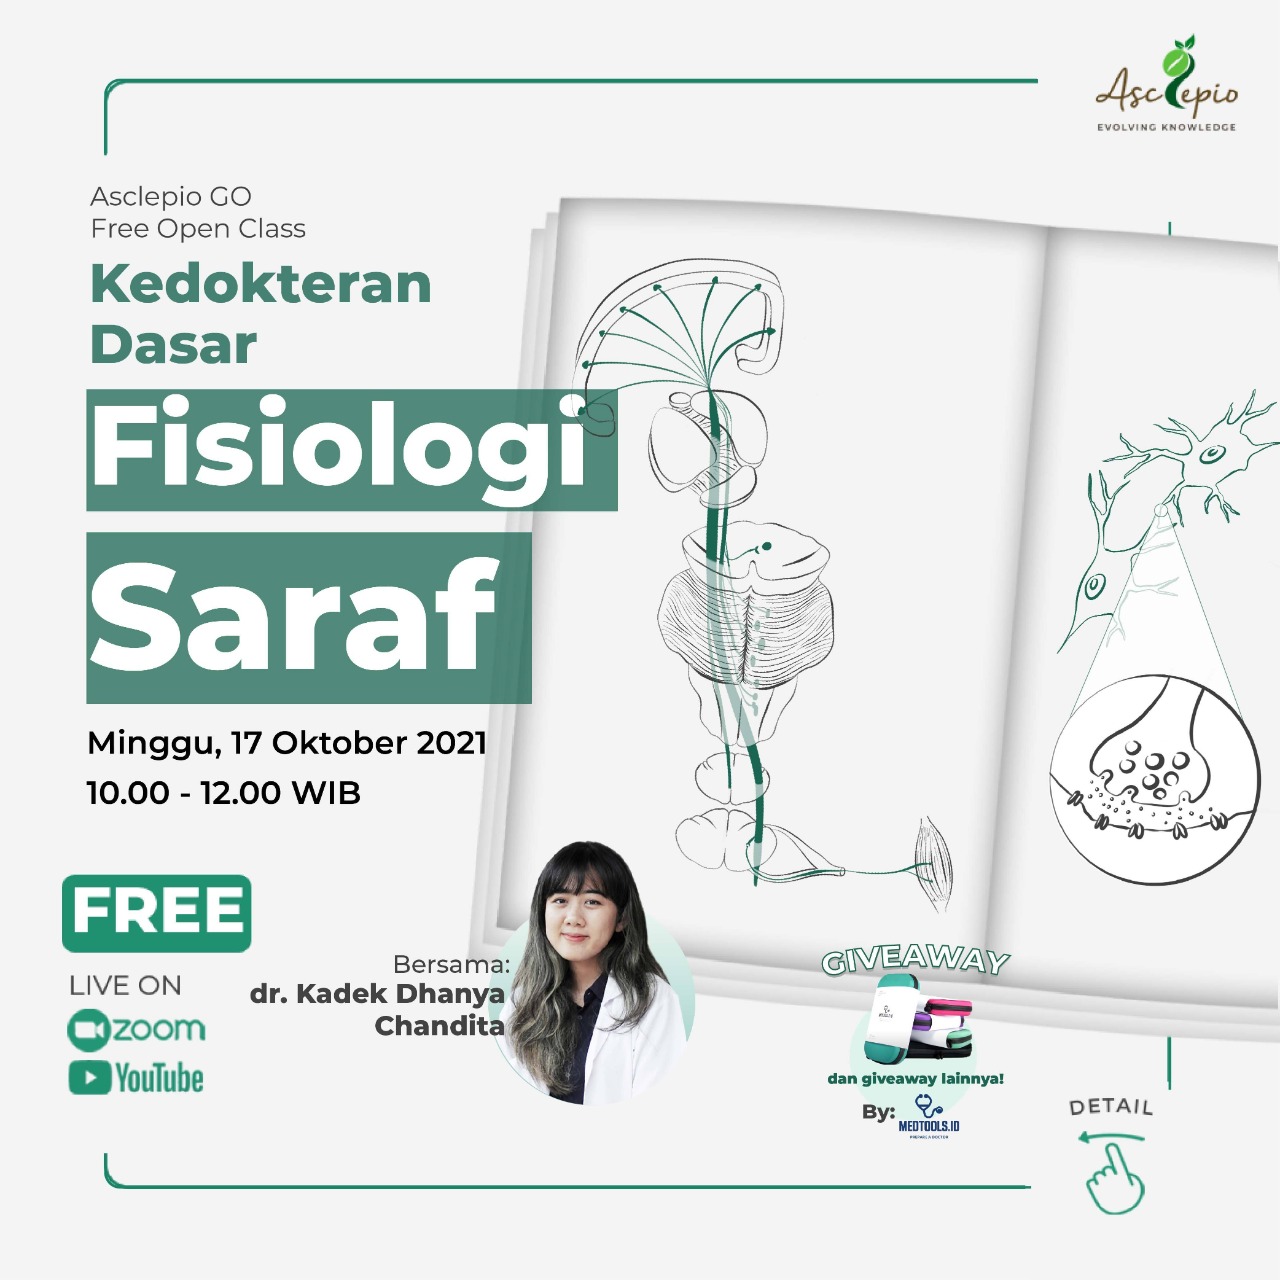 Asclepio
EVOLVING KNOWLEDGE
Asclepio GO
Free Open Class
Kedokteran
Dasar
Fisiologi
Saraf
Minggu, 17 Oktober 2021
10.00 - 12.00 WIB
FREE
LIVE ON
zoom
YouTube
Bersama:
dr. Kadek Dhanya
Chandita
GIVEAWAY
dan giveaway lainnya!
By:
MEDTOOLS.ID
PREPARE A DOCTOR
DETAIL